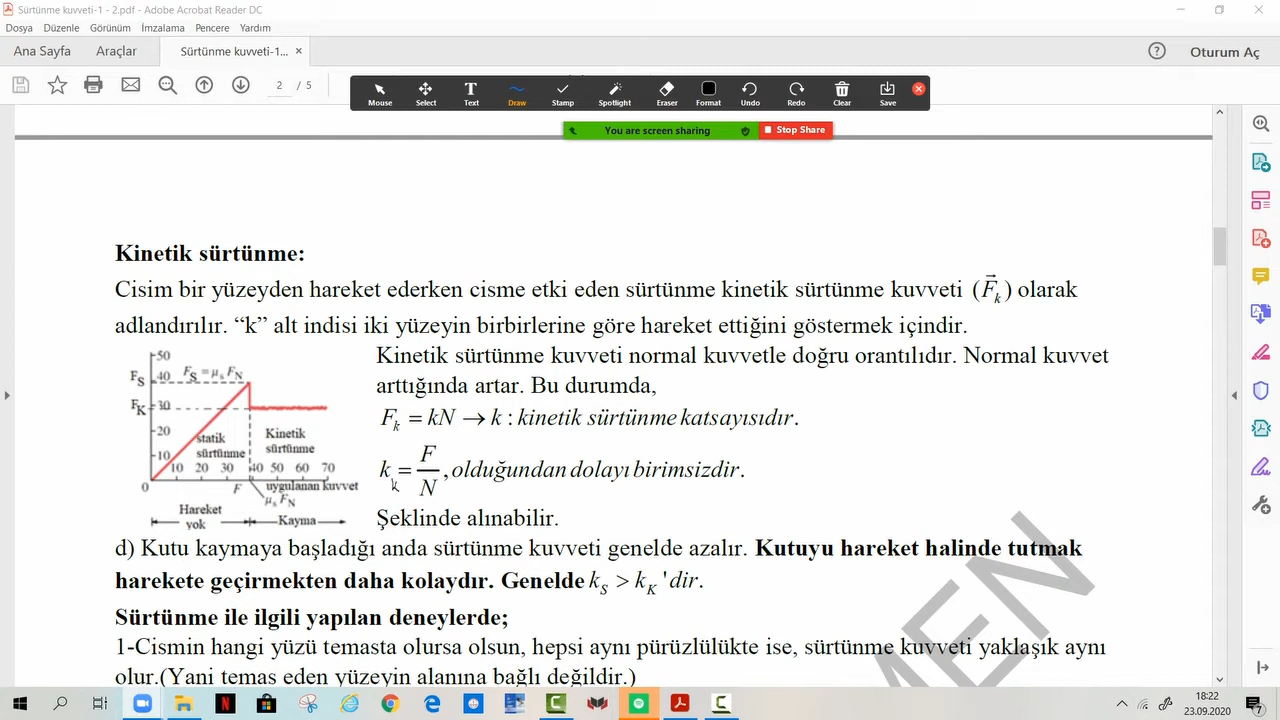 Sürtünme kuvveti-1 - 2.pdf - Adobe Acrobat Reader DC
Dosya Düzenle Görünüm İmzalama Pencere Yardım
Ana Sayfa Araçlar Sürtünme kuvveti-1... × Oturum Aç
2 / 5
Mouse Select Text Draw Stamp Spotlight Eraser Format Undo Redo Clear Save
You are screen sharing Stop Share
Kinetik sürtünme:
Cisim bir yüzeyden hareket ederken cisme etki eden sürtünme kinetik sürtünme kuvveti (F⃗k) olarak
adlandırılır. “k” alt indisi iki yüzeyin birbirlerine göre hareket ettiğini göstermek içindir.
Kinetik sürtünme kuvveti normal kuvvetle doğru orantılıdır. Normal kuvvet
arttığında artar. Bu durumda,
Fk = kN → k : kinetik sürtünme katsayısıdır.
k = F/N , olduğundan dolayı birimsizdir.
k
Şeklinde alınabilir.
50
FS 40 FS = μs FN
FK 30
20 statik sürtünme Kinetik sürtünme
10 10 20 30 40 50 60 70
0 F uygulanan kuvvet
μs FN
Hareket yok Kayma
d) Kutu kaymaya başladığı anda sürtünme kuvveti genelde azalır. Kutuyu hareket halinde tutmak
harekete geçirmekten daha kolaydır. Genelde kS > kK 'dir.
Sürtünme ile ilgili yapılan deneylerde;
1-Cismin hangi yüzü temasta olursa olsun, hepsi aynı pürüzlülükte ise, sürtünme kuvveti yaklaşık aynı
olur.(Yani temas eden yüzeyin alanına bağlı değildir.)
MEN
18:22
23.09.2020
7